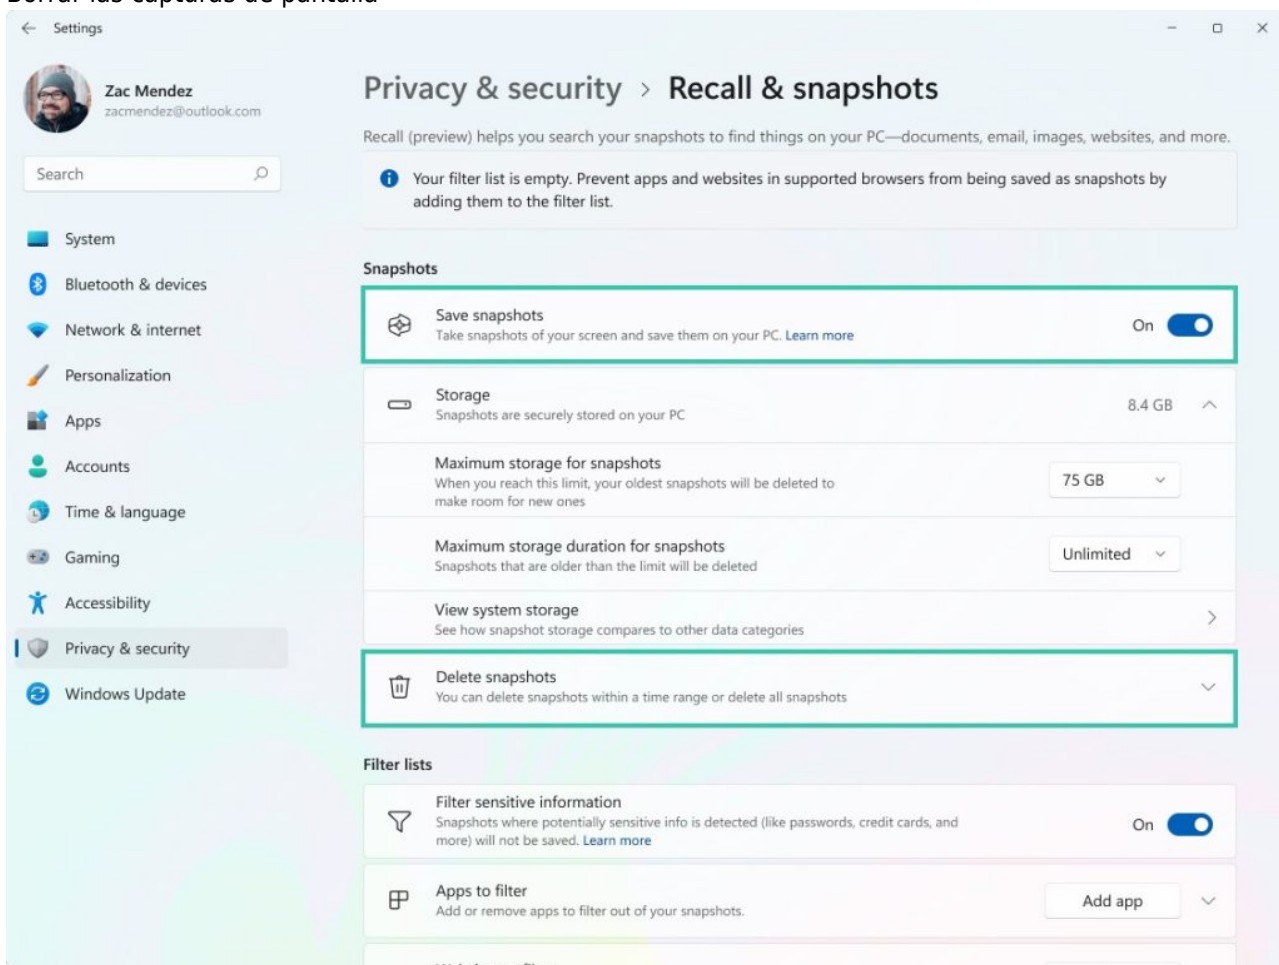 Borrar las capturas de pantalla
Settings
Zac Mendez
zacmendez@outlook.com
Search
System
Bluetooth & devices
Network & internet
Personalization
Apps
Accounts
Time & language
Gaming
Accessibility
Privacy & security
Windows Update
Privacy & security > Recall & snapshots
Recall (preview) helps you search your snapshots to find things on your PC—documents, email, images, websites, and more.
Your filter list is empty. Prevent apps and websites in supported browsers from being saved as snapshots by
adding them to the filter list.
Snapshots
Save snapshots
Take snapshots of your screen and save them on your PC. Learn more
On
Storage
Snapshots are securely stored on your PC
8.4 GB
Maximum storage for snapshots
When you reach this limit, your oldest snapshots will be deleted to
make room for new ones
75 GB
Maximum storage duration for snapshots
Snapshots that are older than the limit will be deleted
Unlimited
View system storage
See how snapshot storage compares to other data categories
Delete snapshots
You can delete snapshots within a time range or delete all snapshots
Filter lists
Filter sensitive information
Snapshots where potentially sensitive info is detected (like passwords, credit cards, and
more) will not be saved. Learn more
On
Apps to filter
Add or remove apps to filter out of your snapshots.
Add app